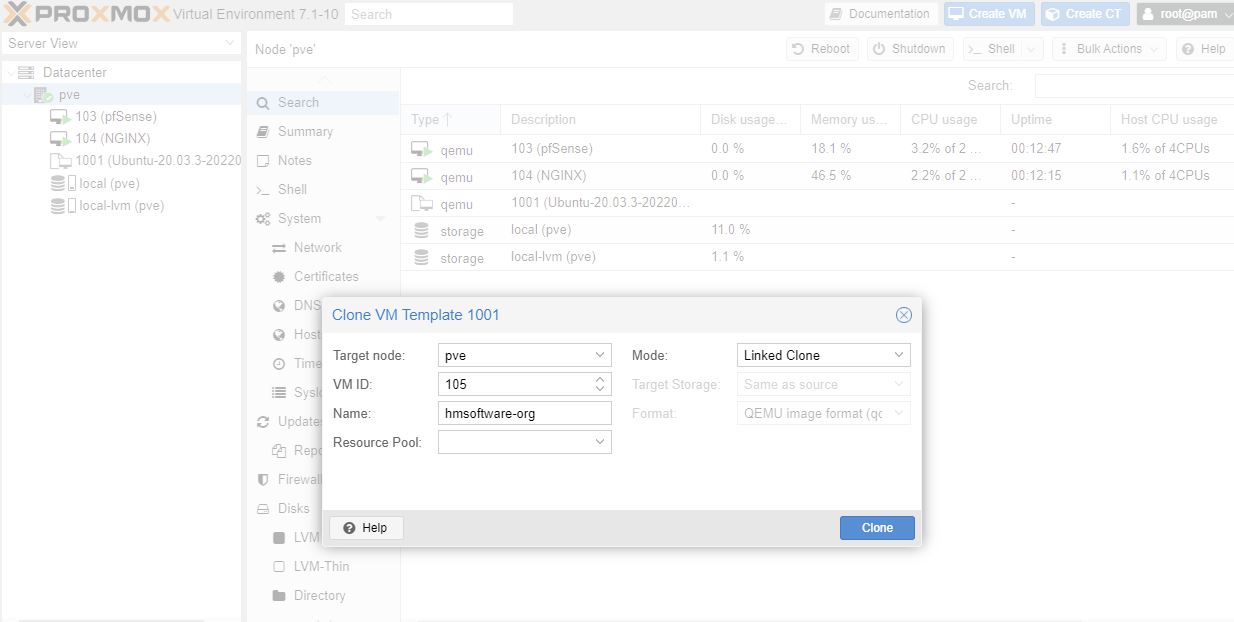 PROXMOX Virtual Environment 7.1-10 Search Documentation Create VM Create CT root@pam
Server View
Node 'pve' Reboot Shutdown Shell Bulk Actions Help
Datacenter
pve
103 (pfSense)
104 (NGINX)
1001 (Ubuntu-20.03.3-20220
local (pve)
local-lvm (pve)
Search
Summary
Notes
Shell
System
Network
Certificates
DNS
Host
Time
Syslo
Updates
Repo
Firewall
Disks
LVM
LVM-Thin
Directory
Search:
Type Description Disk usage... Memory us... CPU usage Uptime Host CPU usage
qemu 103 (pfSense) 0.0 % 18.1 % 3.2% of 2 ... 00:12:47 1.6% of 4CPUs
qemu 104 (NGINX) 0.0 % 46.5 % 2.2% of 2 ... 00:12:15 1.1% of 4CPUs
qemu 1001 (Ubuntu-20.03.3-20220... -
storage local (pve) 11.0 % -
storage local-lvm (pve) 1.1 % -
Clone VM Template 1001
Target node: pve Mode: Linked Clone
VM ID: 105 Target Storage: Same as source
Name: hmsoftware-org Format: QEMU image format (qc
Resource Pool:
Help Clone